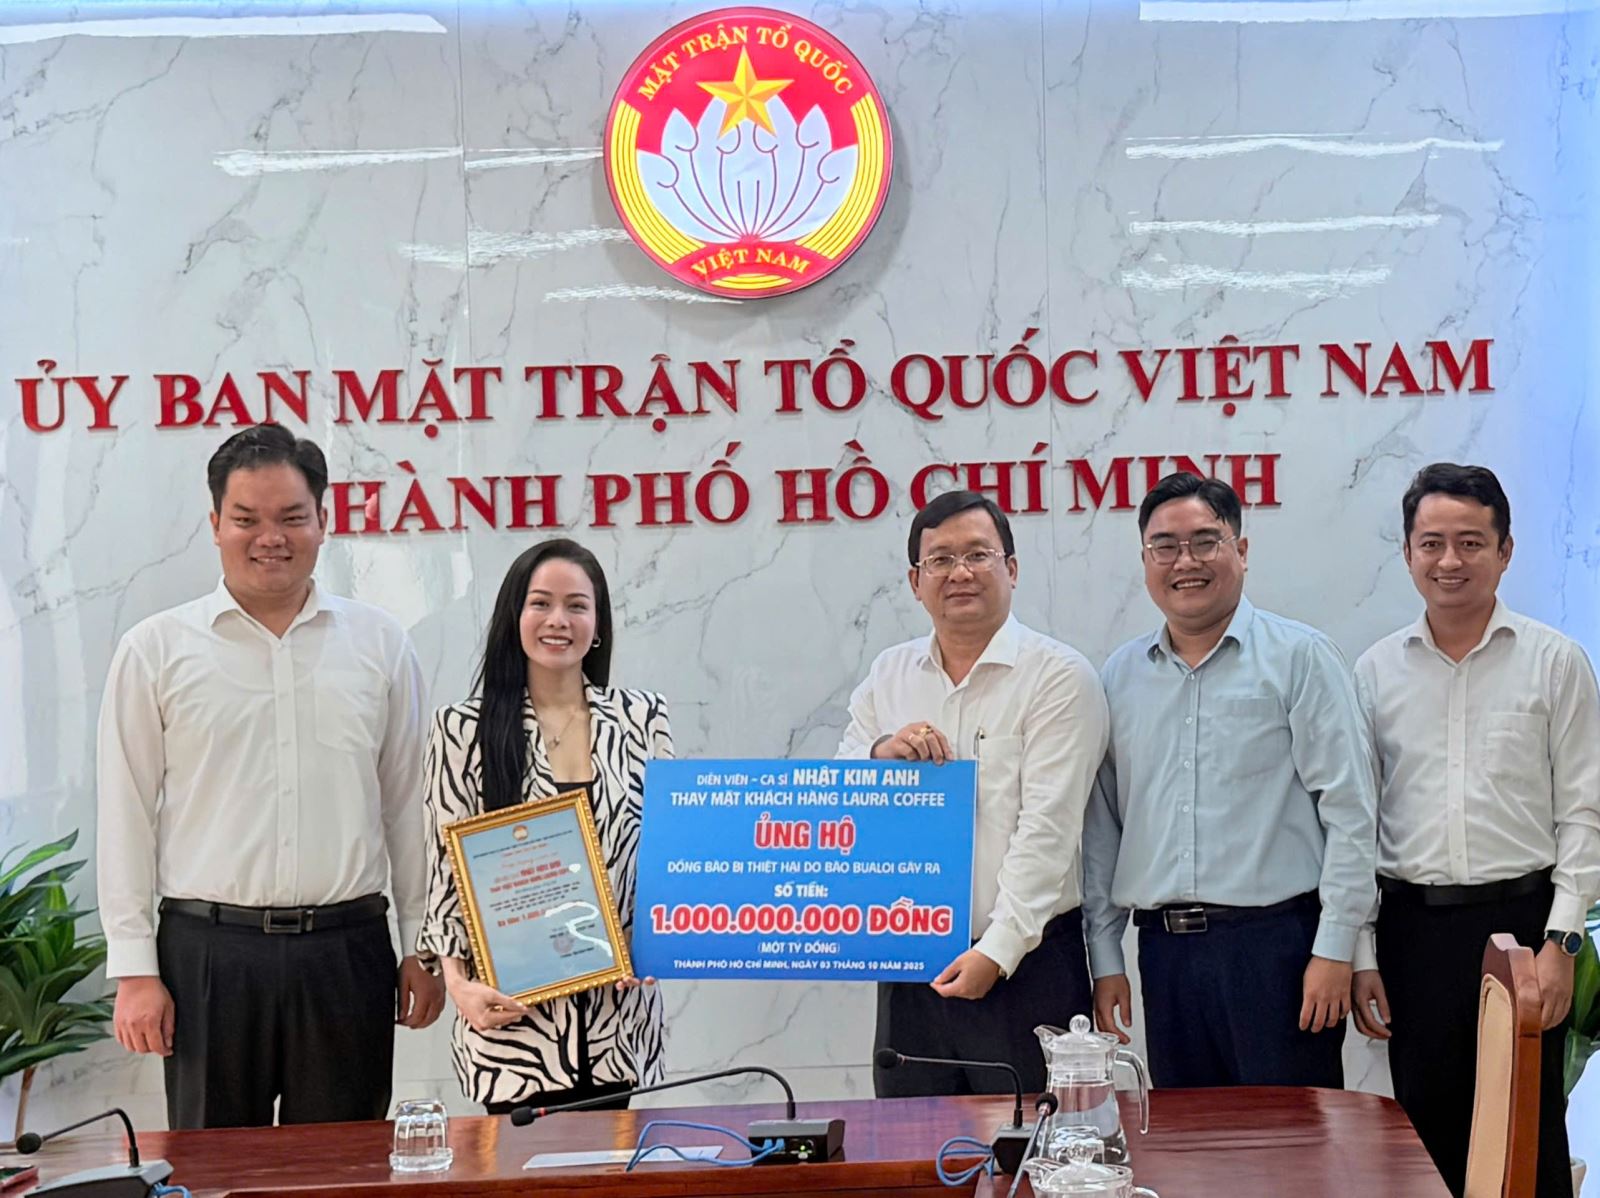 MẶT TRẬN TỔ QUỐC
VIỆT NAM
ỦY BAN MẶT TRẬN TỔ QUỐC VIỆT NAM
THÀNH PHỐ HỒ CHÍ MINH
DIỄN VIÊN - CA SĨ NHẬT KIM ANH
THAY MẶT KHÁCH HÀNG LAURA COFFEE
ỦNG HỘ
ĐỒNG BÀO BỊ THIỆT HẠI DO BÃO BUALOI GÂY RA
SỐ TIỀN:
1.000.000.000 ĐỒNG
(MỘT TỶ ĐỒNG)
THÀNH PHỐ HỒ CHÍ MINH, NGÀY 03 THÁNG 10 NĂM 2025